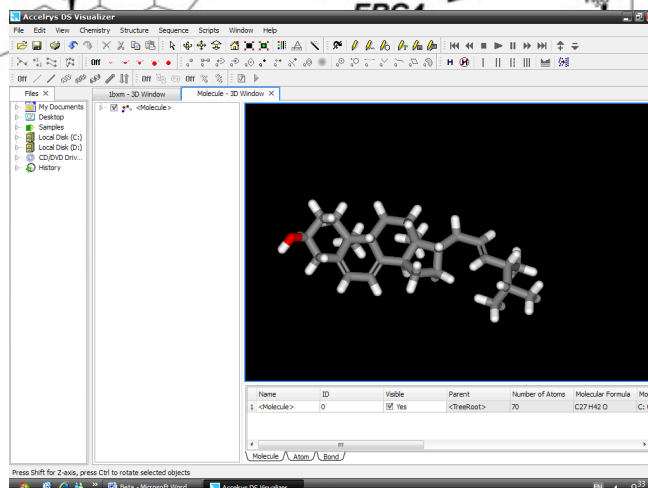 ERG4
Accelrys DS Visualizer
File Edit View Chemistry Structure Sequence Scripts Window Help
Off
H
Off Off
Files × 1bxm - 3D Window Molecule - 3D Window ×
My Documents
Desktop
Samples
Local Disk (C:)
Local Disk (D:)
CD/DVD Driv...
History
<Molecule>
Name ID Visible Parent Number of Atoms Molecular Formula Mo
1 <Molecule> 0 Yes <TreeRoot> 70 C27 H42 O C:
Molecule Atom Bond
Press Shift for Z-axis, press Ctrl to rotate selected objects
Beta - Microsoft Word Accelrys DS Visualizer EN